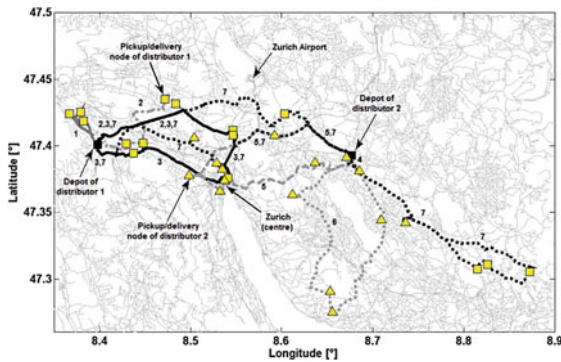 47.5
Pickup/delivery
node of distributor 1
Zurich Airport
47.45
2
7
2,3,7
2,3,7
5,7
5,7
Depot of
distributor 2
1
47.4
7
3,7
3,7
3
4
Depot of
distributor 1
5
47.35
Pickup/delivery
node of distributor 2
Zurich
(centre)
6
7
7
47.3
Latitude [°]
8.4
8.5
8.6
8.7
8.8
8.9
Longitude [°]